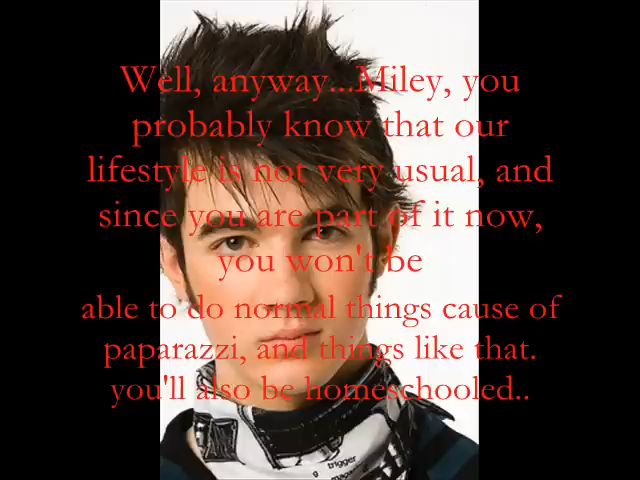 Well, anyway...Miley, you
probably know that our
lifestyle is not very usual, and
since you are part of it now,
you won't be
able to do normal things cause of
paparazzi, and things like that.
you'll also be homeschooled..
g trigger